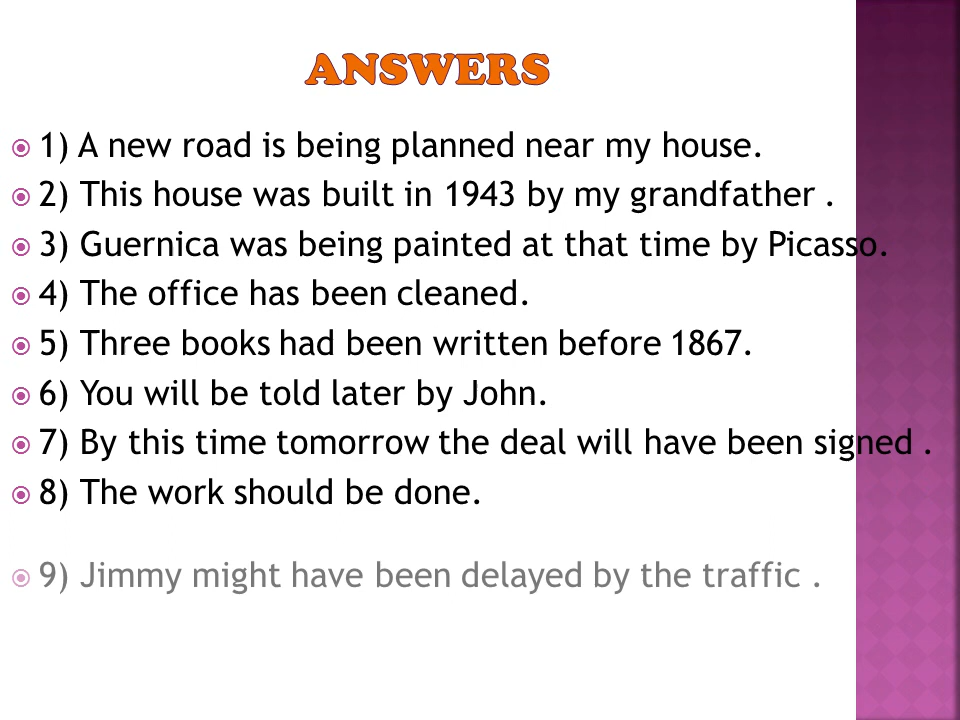 ANSWERS
1) A new road is being planned near my house.
2) This house was built in 1943 by my grandfather .
3) Guernica was being painted at that time by Picasso.
4) The office has been cleaned.
5) Three books had been written before 1867.
6) You will be told later by John.
7) By this time tomorrow the deal will have been signed .
8) The work should be done.
9) Jimmy might have been delayed by the traffic .